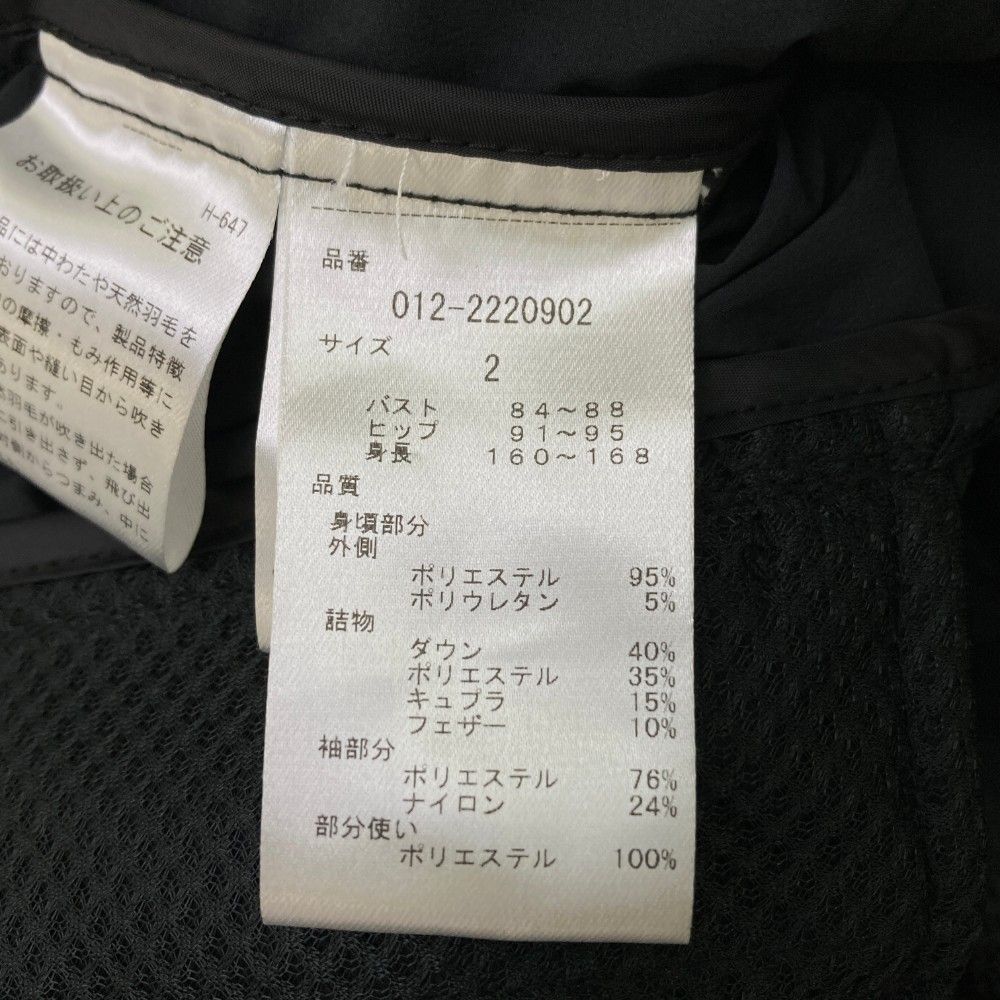 お取扱い上のご注意
H-647
品には中わたや天然羽毛を
おりますので、製品特徴
の摩擦・もみ作用等に
表面や縫い目から吹き
あります。
羽毛が吹き出た場合
に引き出さず、飛び出
側からつまみ、中に
品番
012-2220902
サイズ
2
バスト 84〜88
ヒップ 91〜95
身長 160〜168
品質
身頃部分
外側
ポリエステル 95%
ポリウレタン 5%
詰物
ダウン 40%
ポリエステル 35%
キュプラ 15%
フェザー 10%
袖部分
ポリエステル 76%
ナイロン 24%
部分使い
ポリエステル 100%